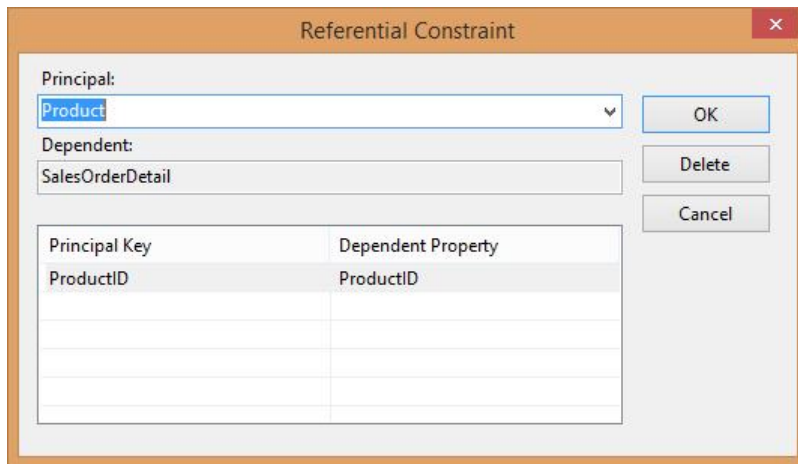 Referential Constraint
Principal:
Product
OK
Dependent:
SalesOrderDetail
Delete
Cancel
Principal Key Dependent Property
ProductID ProductID